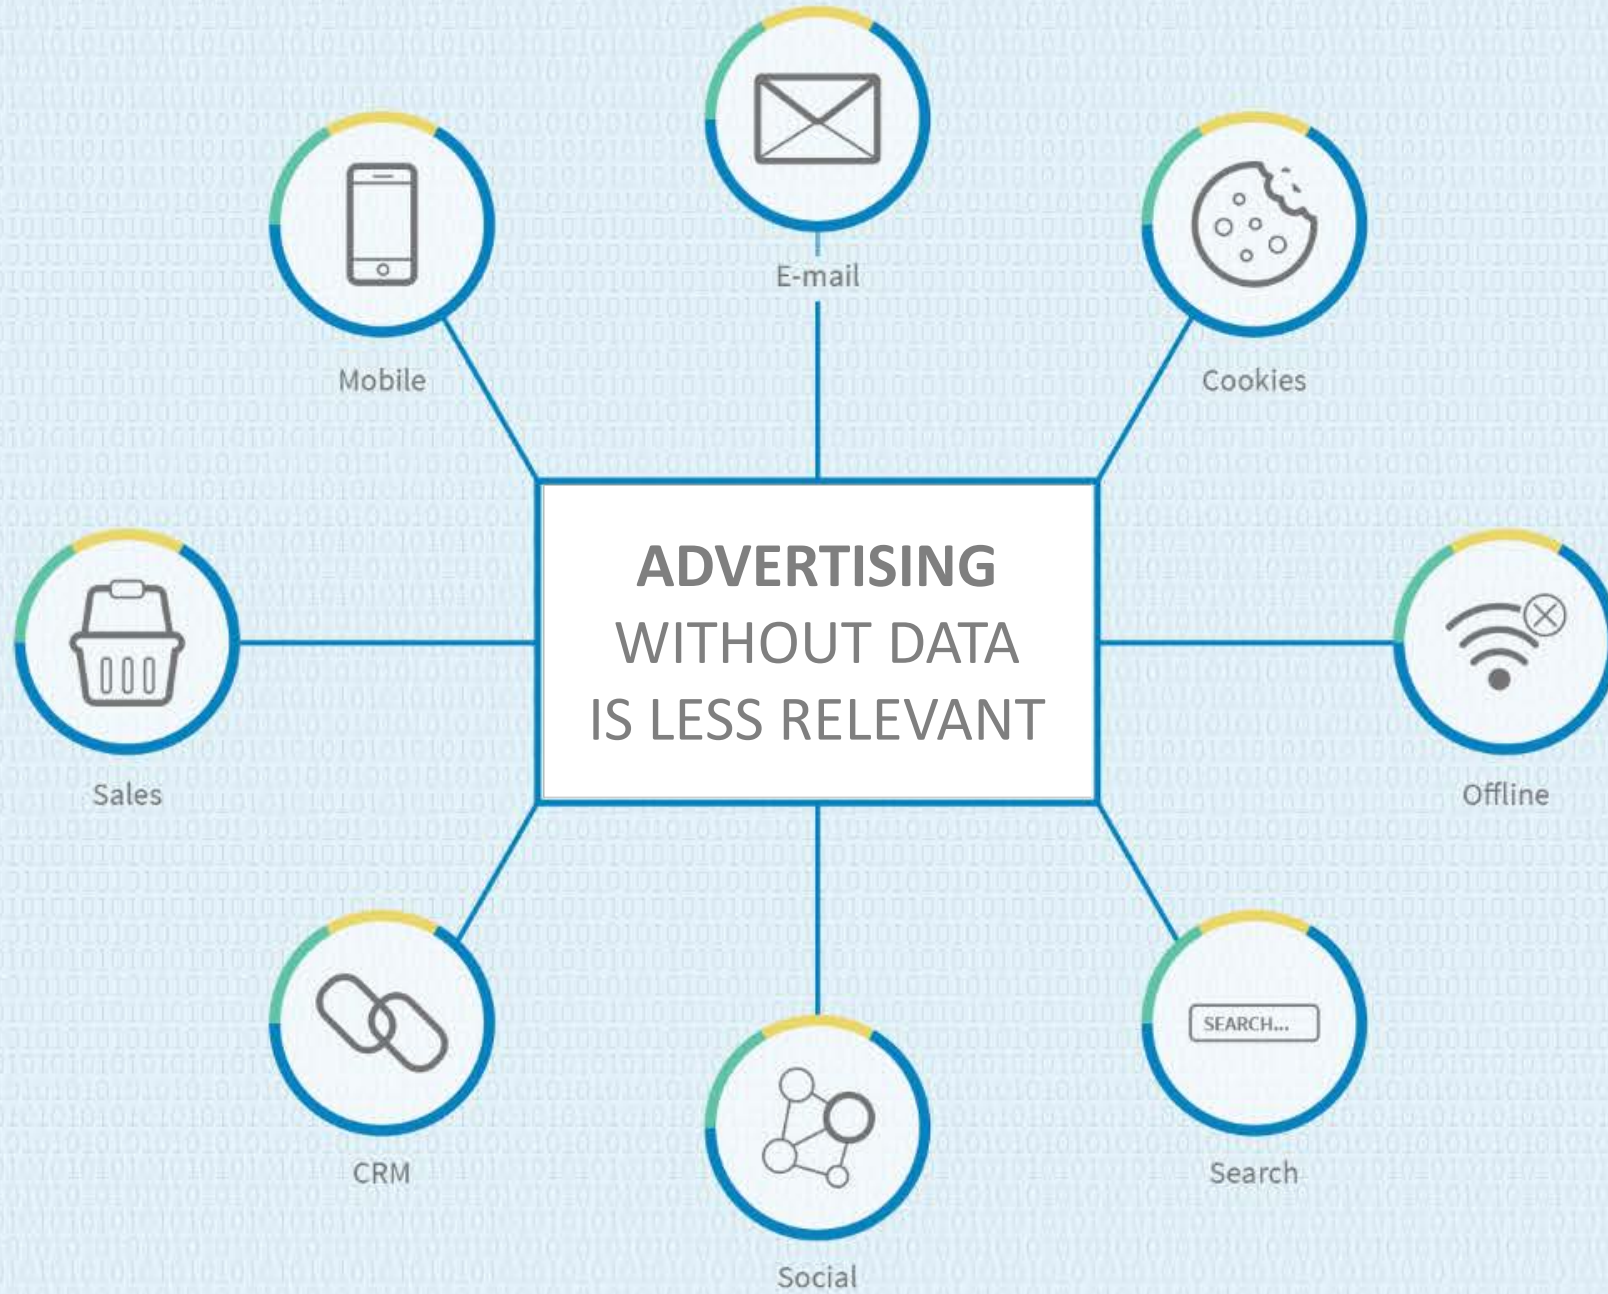 E-mail
Mobile
Cookies
ADVERTISING
WITHOUT DATA
IS LESS RELEVANT
Sales
Offline
SEARCH...
CRM
Search
Social